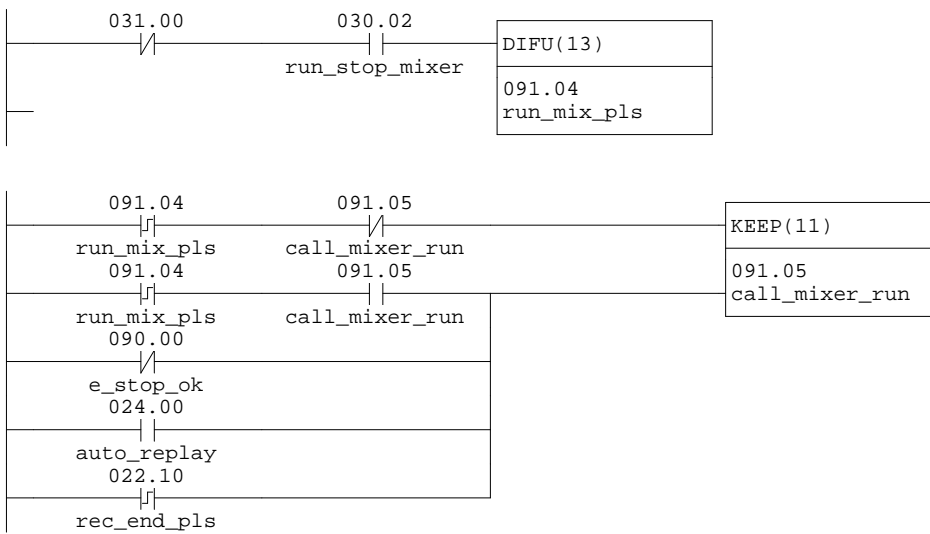 031.00 030.02
run_stop_mixer
DIFU(13)
091.04
run_mix_pls
091.04 091.05
run_mix_pls call_mixer_run
KEEP(11)
091.04 091.05
091.05
run_mix_pls call_mixer_run
call_mixer_run
090.00
e_stop_ok
024.00
auto_replay
022.10
rec_end_pls